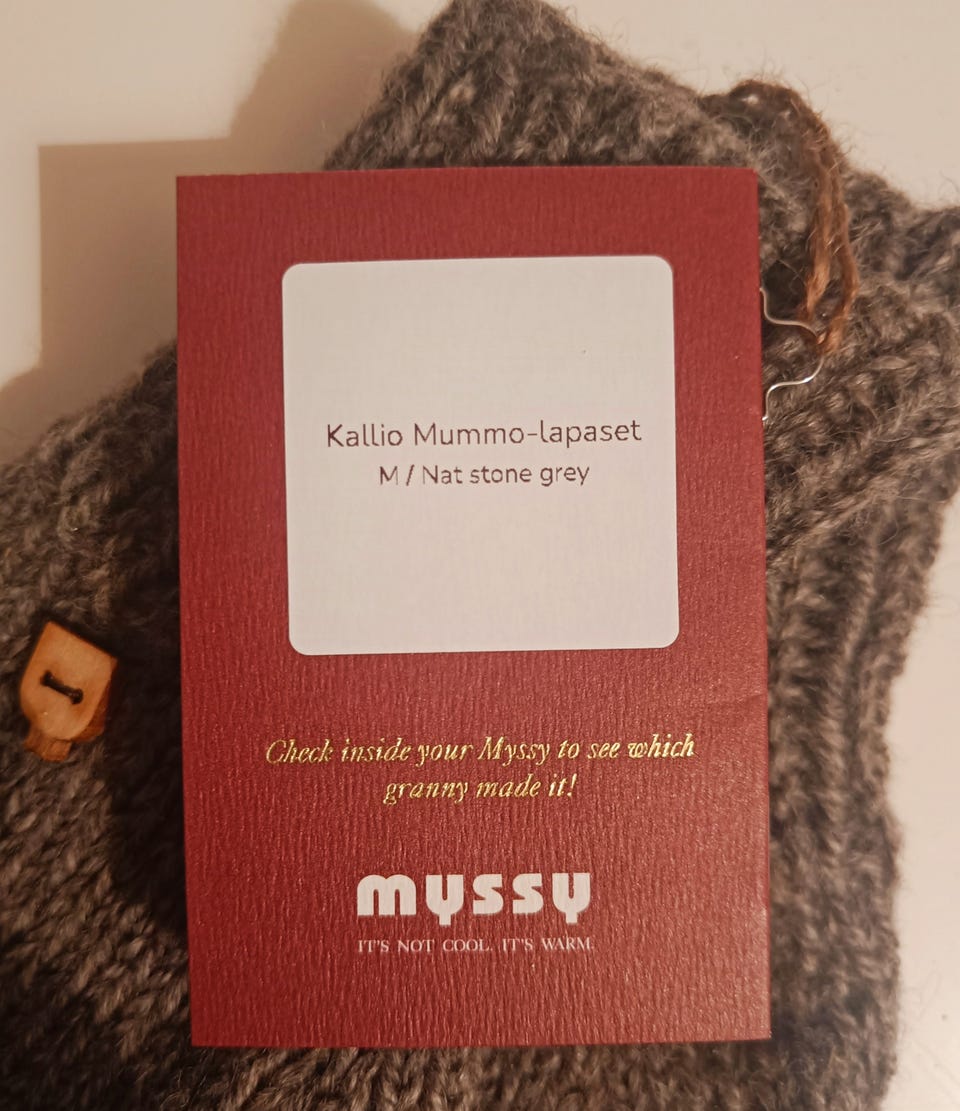 Kallio Mummo-lapaset
M / Nat stone grey
Check inside your Myssy to see which
granny made it!
myssy
IT'S NOT COOL. IT'S WARM.